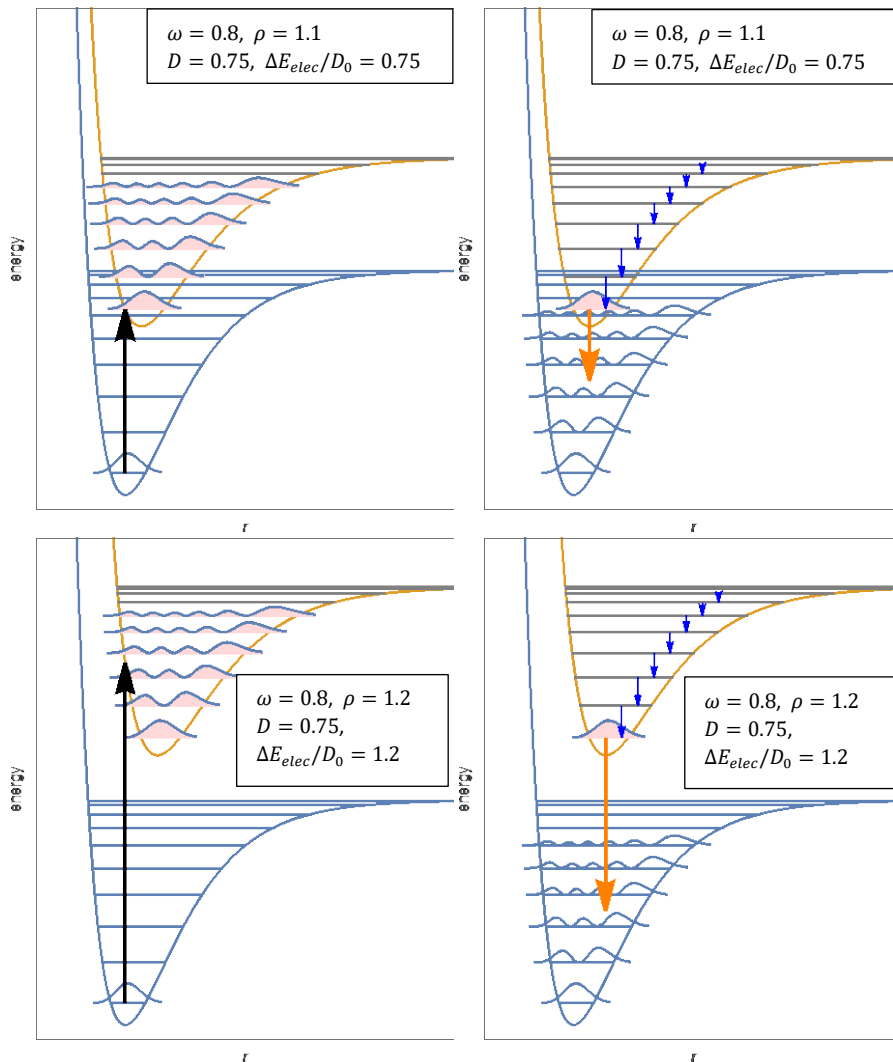 ω = 0.8, ρ = 1.1
D = 0.75, ΔE_elec/D_0 = 0.75
energy
r
ω = 0.8, ρ = 1.1
D = 0.75, ΔE_elec/D_0 = 0.75
energy
r
ω = 0.8, ρ = 1.2
D = 0.75,
ΔE_elec/D_0 = 1.2
energy
r
ω = 0.8, ρ = 1.2
D = 0.75,
ΔE_elec/D_0 = 1.2
energy
r